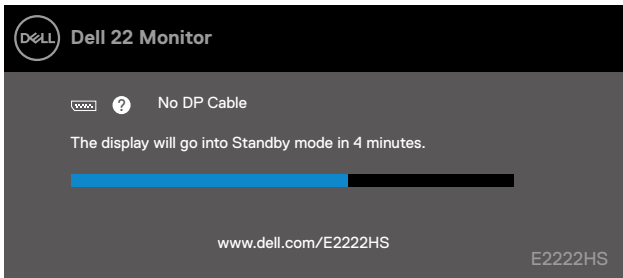 DELL Dell 22 Monitor
? No DP Cable
The display will go into Standby mode in 4 minutes.
www.dell.com/E2222HS
E2222HS